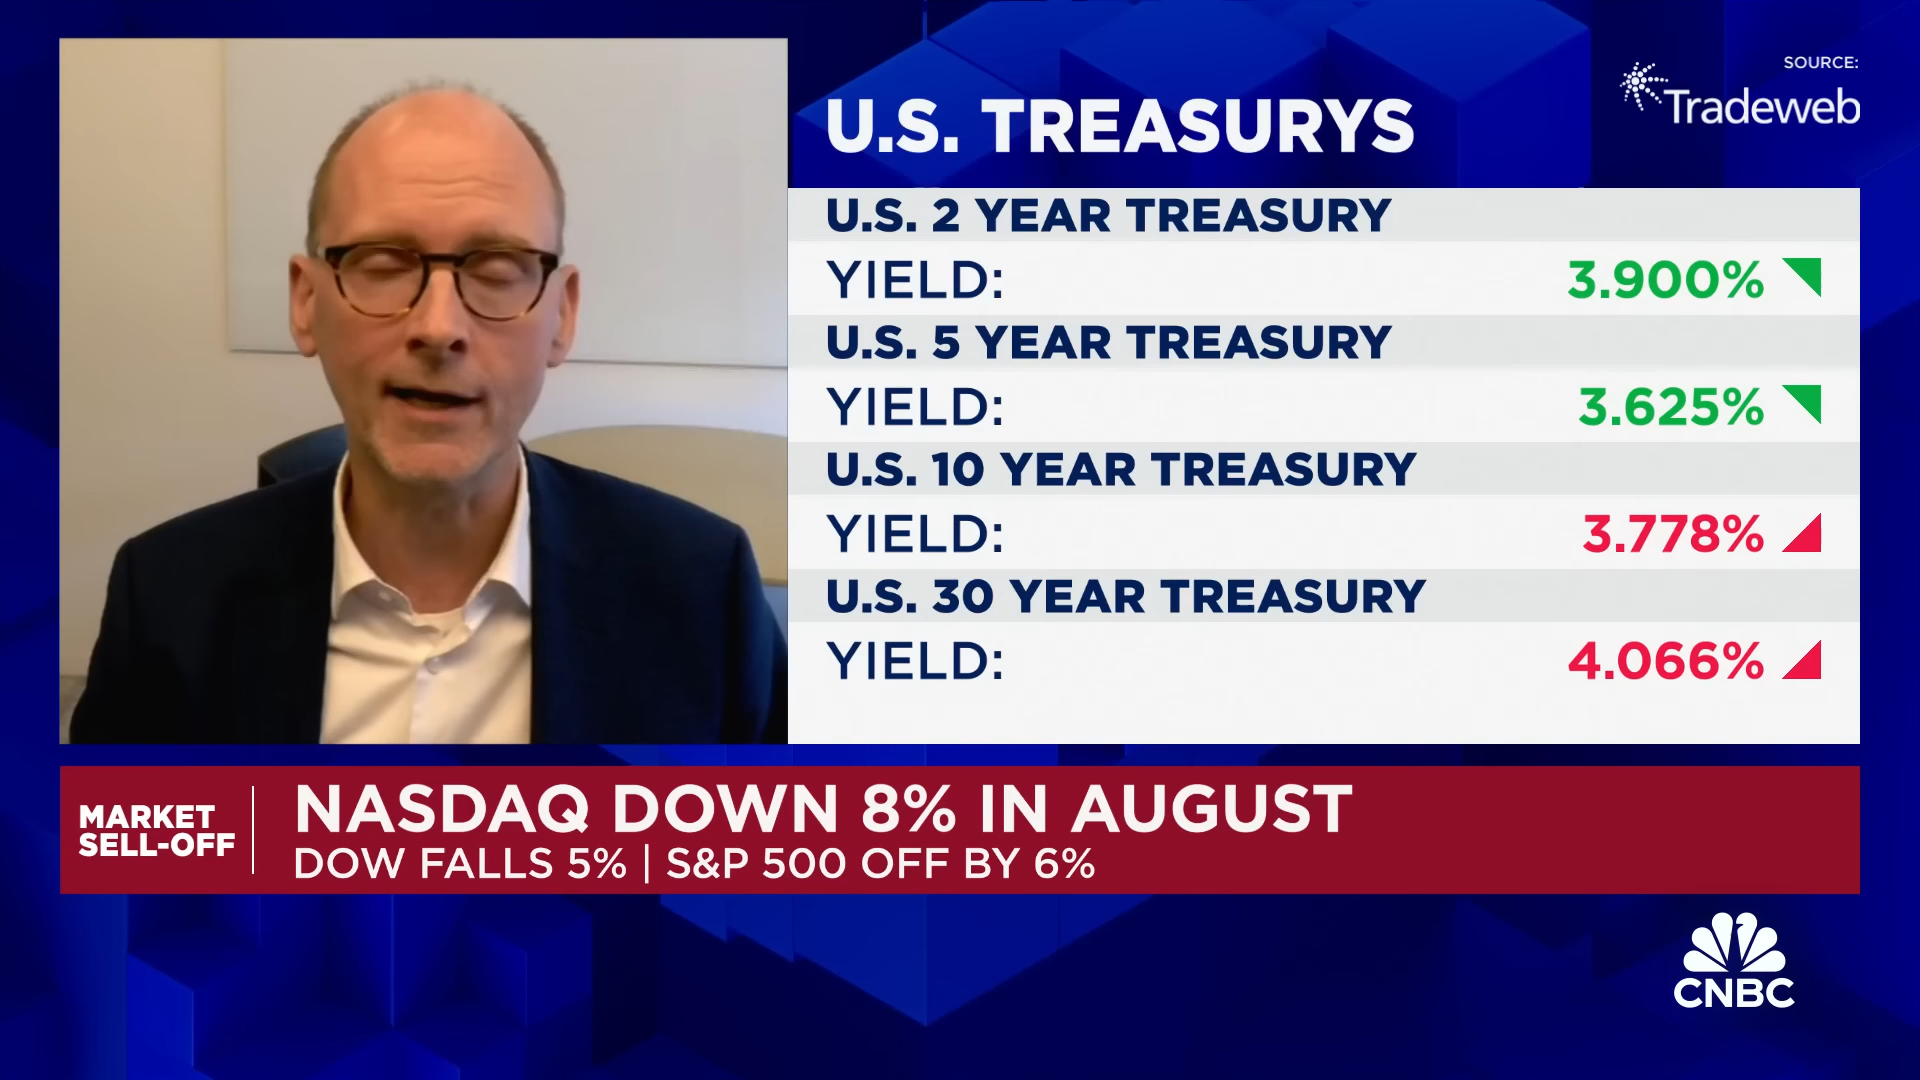 SOURCE:
Tradeweb
U.S. TREASURYS
U.S. 2 YEAR TREASURY
YIELD: 3.900%
U.S. 5 YEAR TREASURY
YIELD: 3.625%
U.S. 10 YEAR TREASURY
YIELD: 3.778%
U.S. 30 YEAR TREASURY
YIELD: 4.066%
MARKET
SELL-OFF
NASDAQ DOWN 8% IN AUGUST
DOW FALLS 5% | S&P 500 OFF BY 6%
CNBC